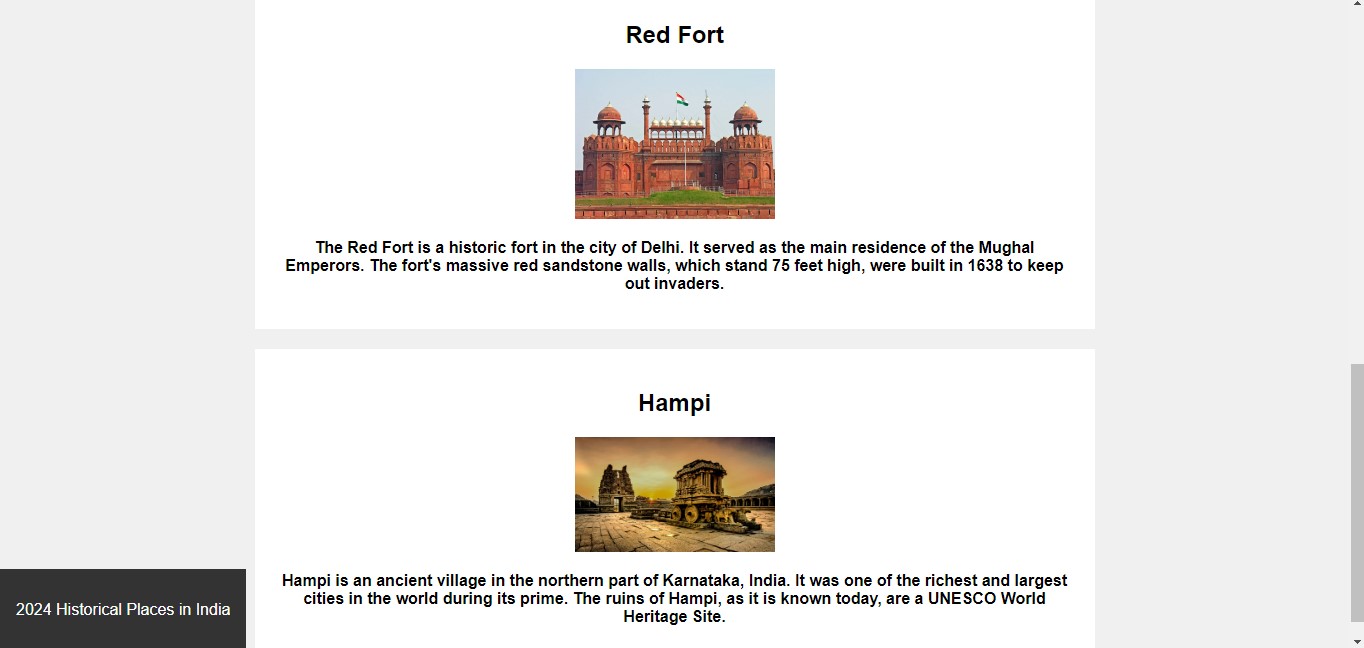 Red Fort
The Red Fort is a historic fort in the city of Delhi. It served as the main residence of the Mughal
Emperors. The fort's massive red sandstone walls, which stand 75 feet high, were built in 1638 to keep
out invaders.
Hampi
Hampi is an ancient village in the northern part of Karnataka, India. It was one of the richest and largest
cities in the world during its prime. The ruins of Hampi, as it is known today, are a UNESCO World
Heritage Site.
2024 Historical Places in India